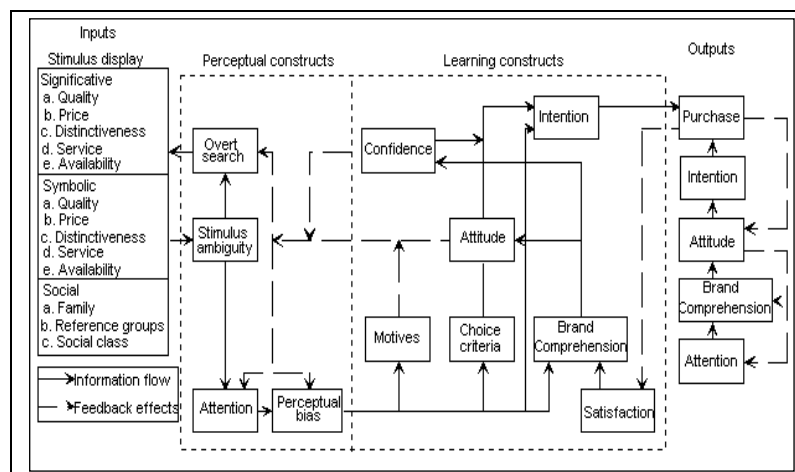 Inputs
Stimulus display
Significative
a. Quality
b. Price
c. Distinctiveness
d. Service
e. Availability
Symbolic
a. Quality
b. Price
c. Distinctiveness
d. Service
e. Availability
Social
a. Family
b. Reference groups
c. Social class
Information flow
Feedback effects
Perceptual constructs
Overt
search
Stimulus
ambiguity
Attention
Perceptual
bias
Learning constructs
Confidence
Intention
Attitude
Motives
Choice
criteria
Brand
Comprehension
Satisfaction
Outputs
Purchase
Intention
Attitude
Brand
Comprehension
Attention